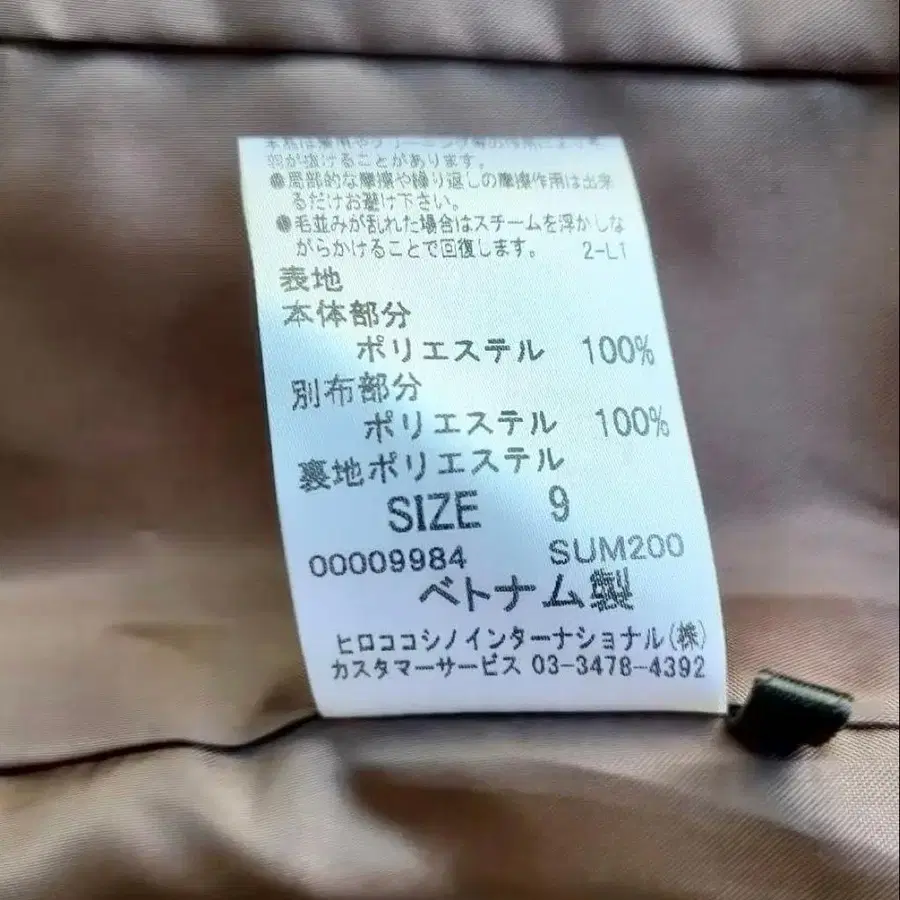 羽が抜けることがあります。
●局部的な摩擦や繰り返しの摩擦作用は出来
るだけお避け下さい。
●毛並みが乱れた場合はスチームを浮かしな
がらかけることで回復します。 2-L1
表地
本体部分
ポリエステル 100%
別布部分
ポリエステル 100%
裏地ポリエステル
SIZE 9
00009984 SUM200
ベトナム製
ヒロココシノインターナショナル(株)
カスタマーサービス 03-3478-4392